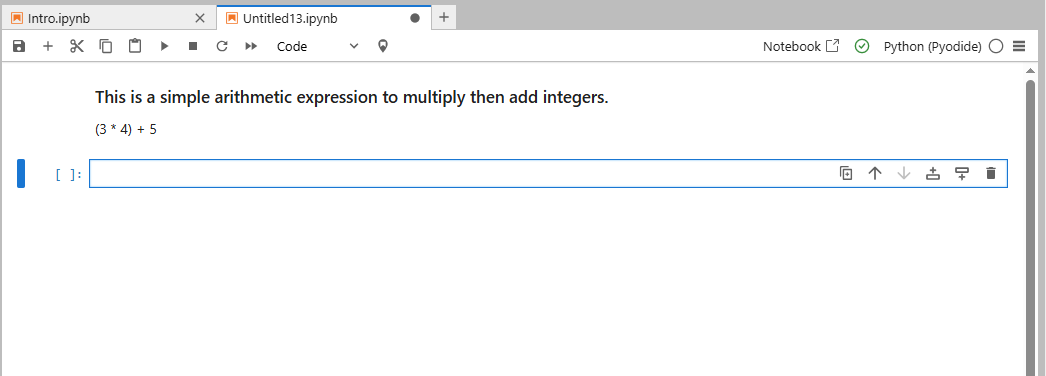 Intro.ipynb
Untitled13.ipynb
Code
Notebook
Python (Pyodide)
This is a simple arithmetic expression to multiply then add integers.
(3 * 4) + 5
[ ]: